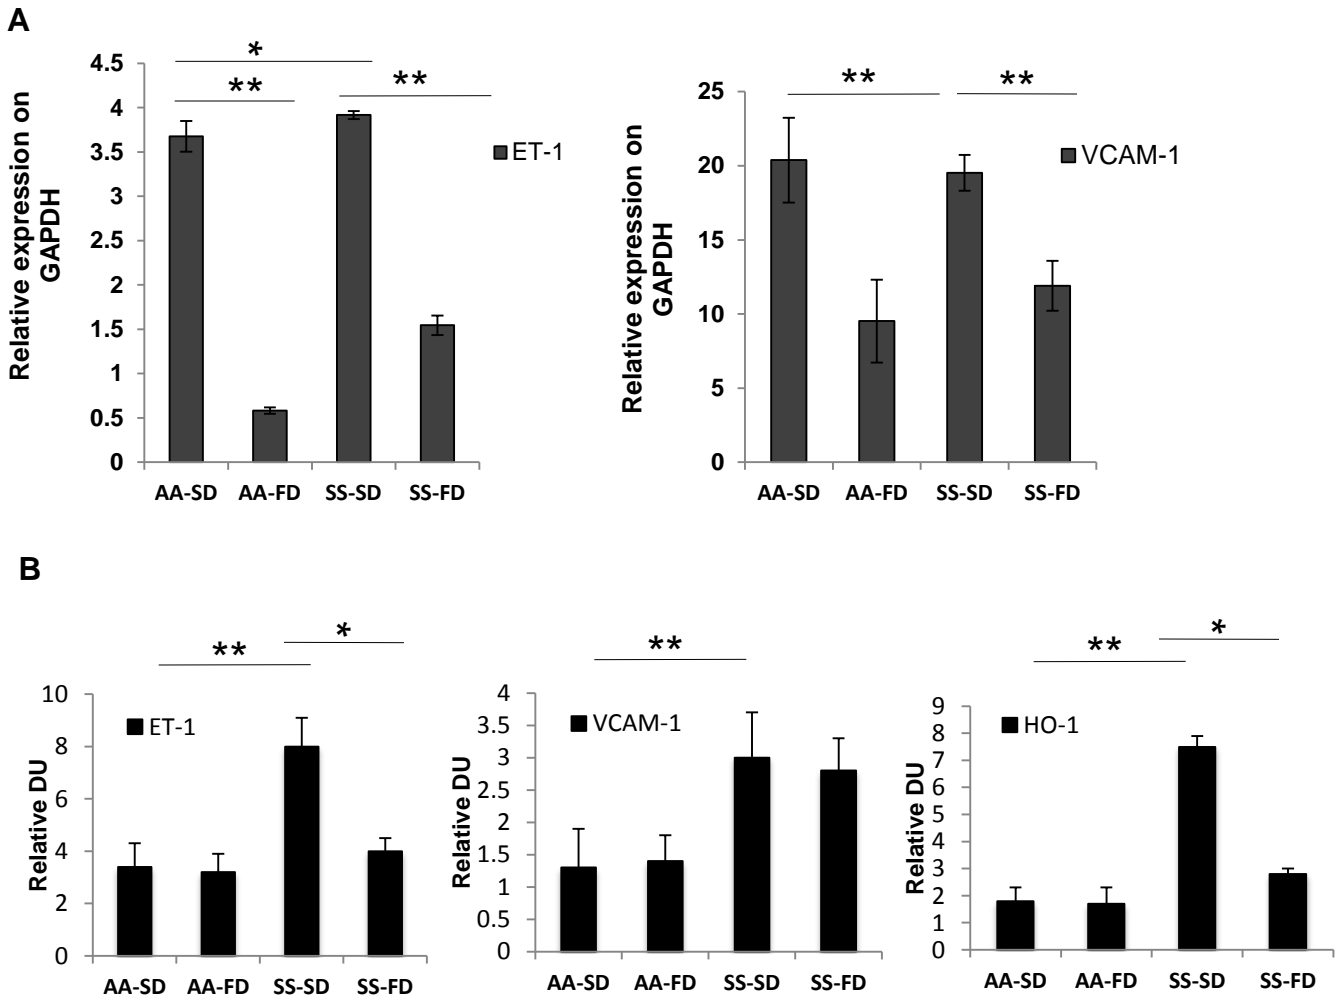 A
*
**
**
4.5
4
3.5
3
2.5
2
1.5
1
0.5
0
Relative expression on
GAPDH
ET-1
AA-SD AA-FD SS-SD SS-FD
**
**
25
20
15
10
5
0
Relative expression on
GAPDH
VCAM-1
AA-SD AA-FD SS-SD SS-FD
B
**
*
10
8
6
4
2
0
Relative DU
ET-1
AA-SD AA-FD SS-SD SS-FD
**
4
3.5
3
2.5
2
1.5
1
0.5
0
Relative DU
VCAM-1
AA-SD AA-FD SS-SD SS-FD
**
*
9
8
7
6
5
4
3
2
1
0
Relative DU
HO-1
AA-SD AA-FD SS-SD SS-FD